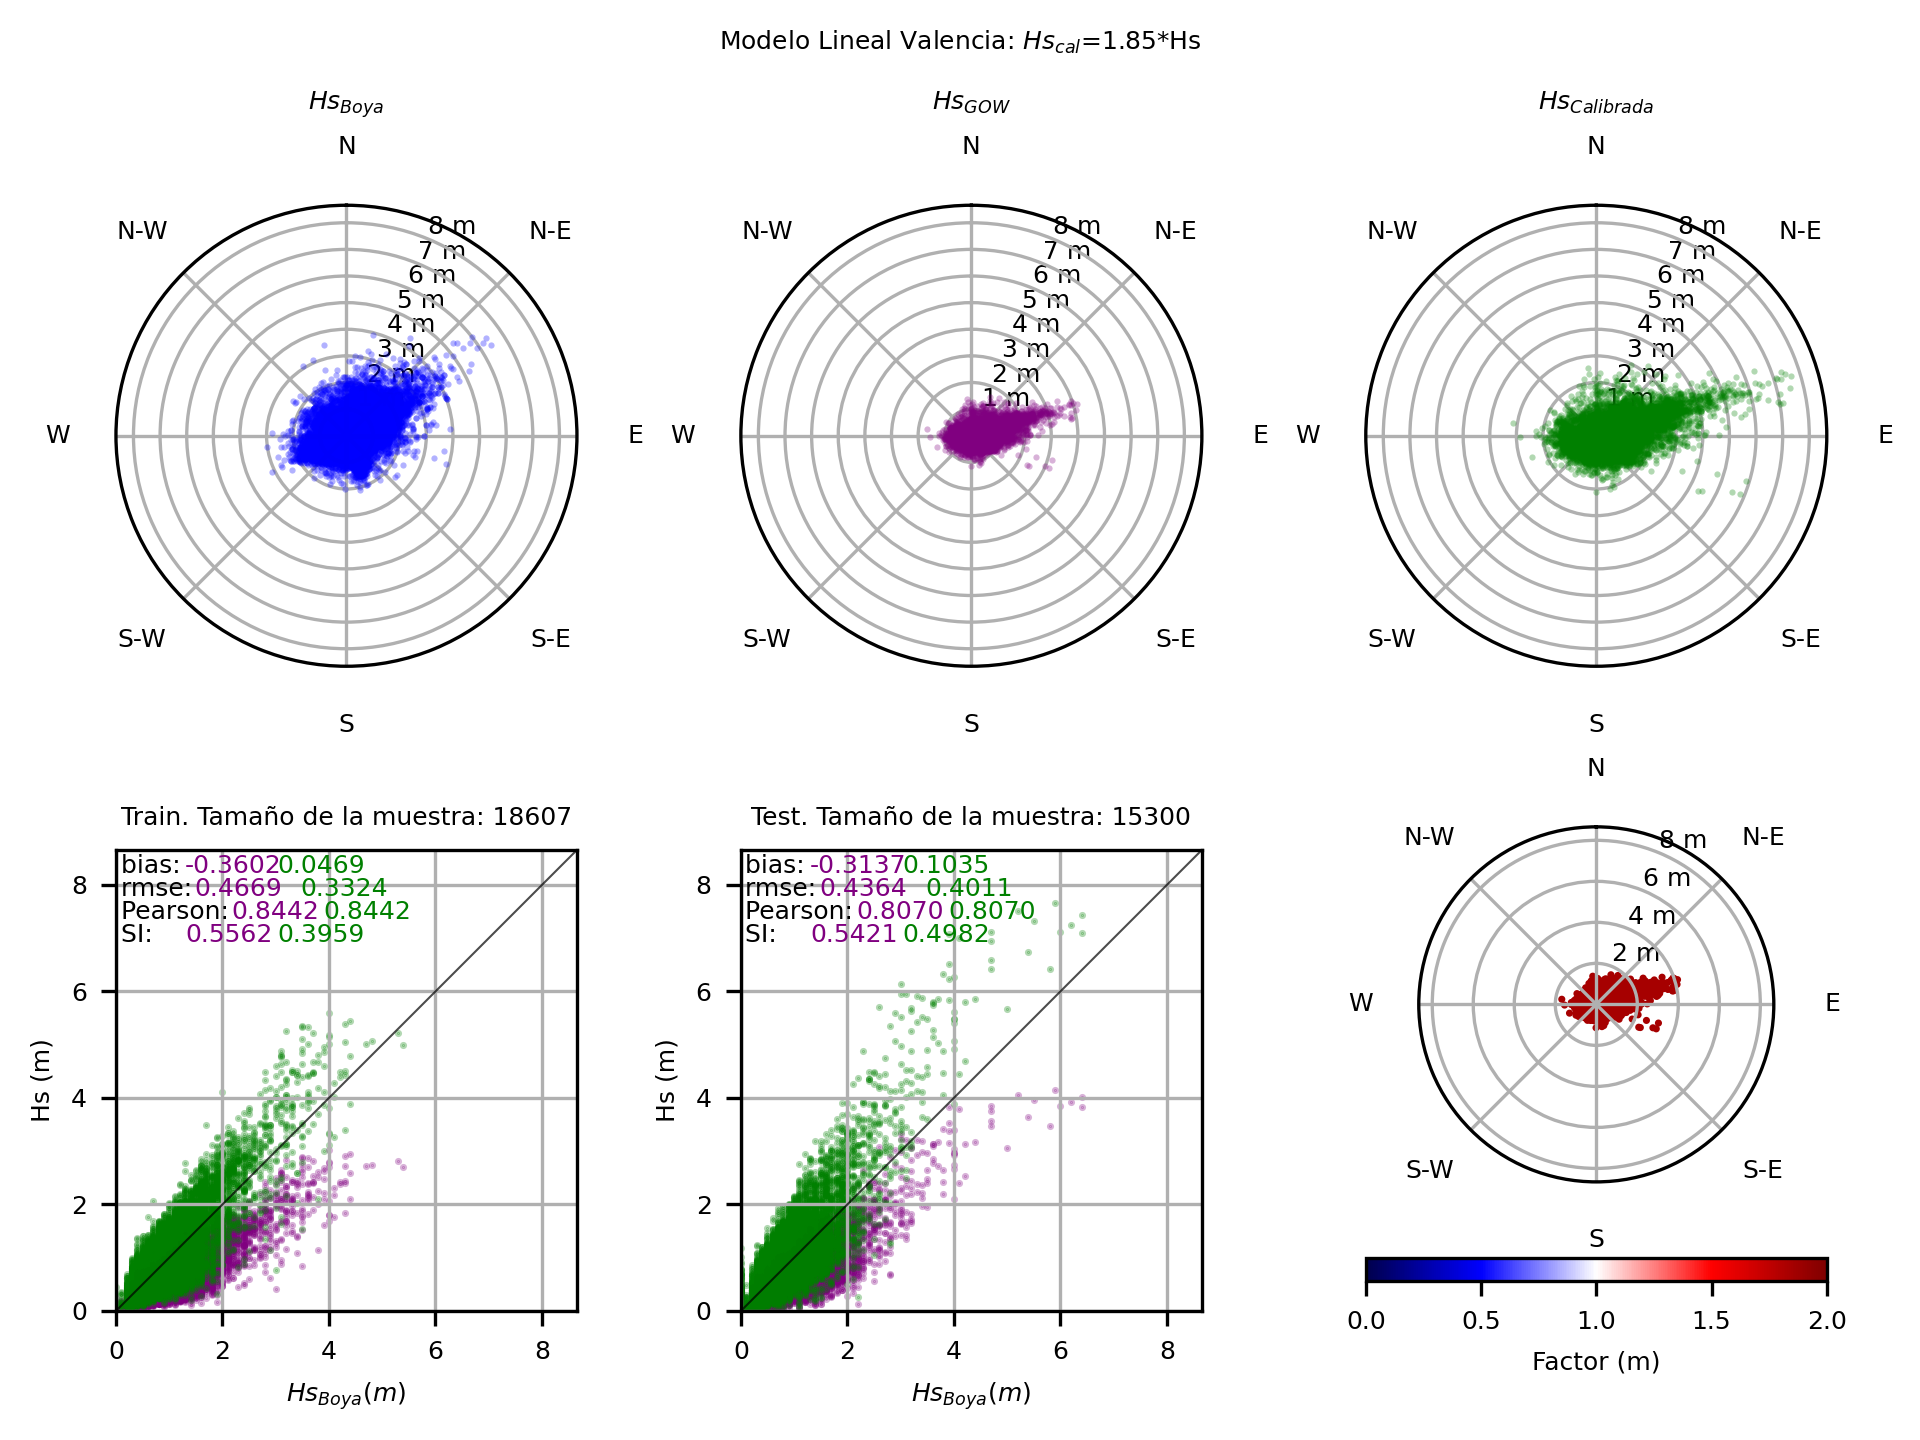 Modelo Lineal Valencia: Hs_cal=1.85*Hs
Hs_Boya
N
N-W
N-E
8 m
7 m
6 m
5 m
4 m
3 m
2 m
W
E
S-W
S-E
S
Hs_GOW
N
N-W
N-E
8 m
7 m
6 m
5 m
4 m
3 m
2 m
1 m
W
E
S-W
S-E
S
Hs_Calibrada
N
N-W
N-E
8 m
7 m
6 m
5 m
4 m
3 m
2 m
1 m
W
E
S-W
S-E
S
Train. Tamaño de la muestra: 18607
bias: -0.3602 0.0469
rmse: 0.4669 0.3324
Pearson: 0.8442 0.8442
SI: 0.5562 0.3959
8
6
4
2
0
Hs (m)
0 2 4 6 8
Hs_Boya(m)
Test. Tamaño de la muestra: 15300
bias: -0.3137 0.1035
rmse: 0.4364 0.4011
Pearson: 0.8070 0.8070
SI: 0.5421 0.4982
8
6
4
2
0
Hs (m)
0 2 4 6 8
Hs_Boya(m)
N
N-W
N-E
8 m
6 m
4 m
2 m
W
E
S-W
S-E
S
0.0 0.5 1.0 1.5 2.0
Factor (m)